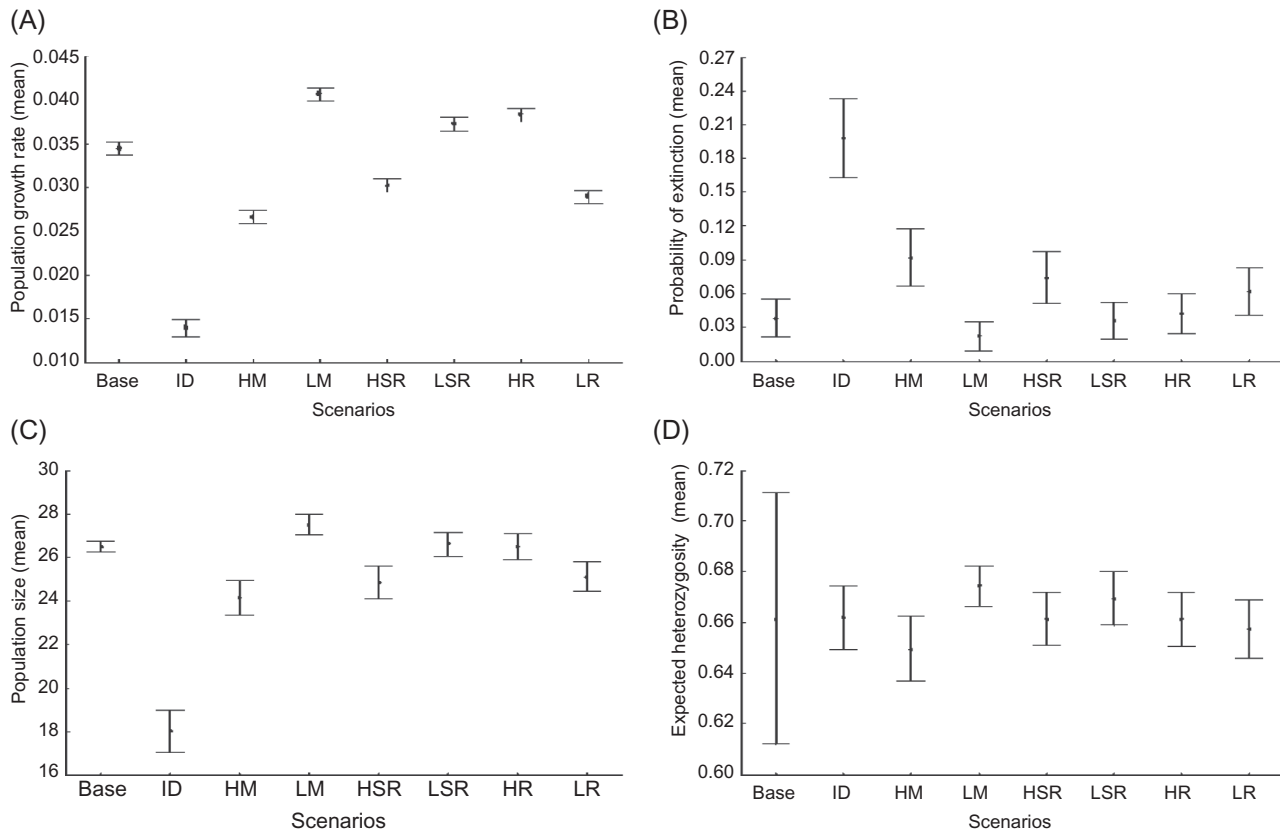 (A)
Population growth rate (mean)
0.045
0.040
0.035
0.030
0.025
0.020
0.015
0.010
Base ID HM LM HSR LSR HR LR
Scenarios
(B)
Probability of extinction (mean)
0.27
0.24
0.21
0.18
0.15
0.12
0.09
0.06
0.03
0.00
Base ID HM LM HSR LSR HR LR
Scenarios
(C)
Population size (mean)
30
28
26
24
22
20
18
16
Base ID HM LM HSR LSR HR LR
Scenarios
(D)
Expected heterozygosity (mean)
0.72
0.70
0.68
0.66
0.64
0.62
0.60
Base ID HM LM HSR LSR HR LR
Scenarios